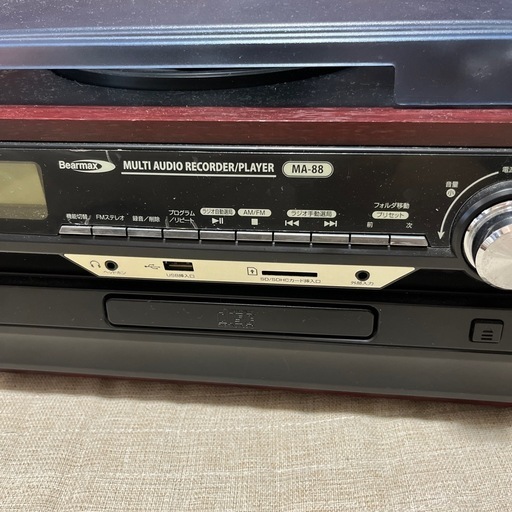 Bearmax
MULTI AUDIO RECORDER/PLAYER
MA-88
音量
小
フォルダ移動
プリセット
前 次
機能切替 FMステレオ 録音/削除
プログラム
/リピート
ラジオ自動選局
AM/FM
ラジオ手動選局
USB挿入口
SD/SDHCカード挿入口
外部入力